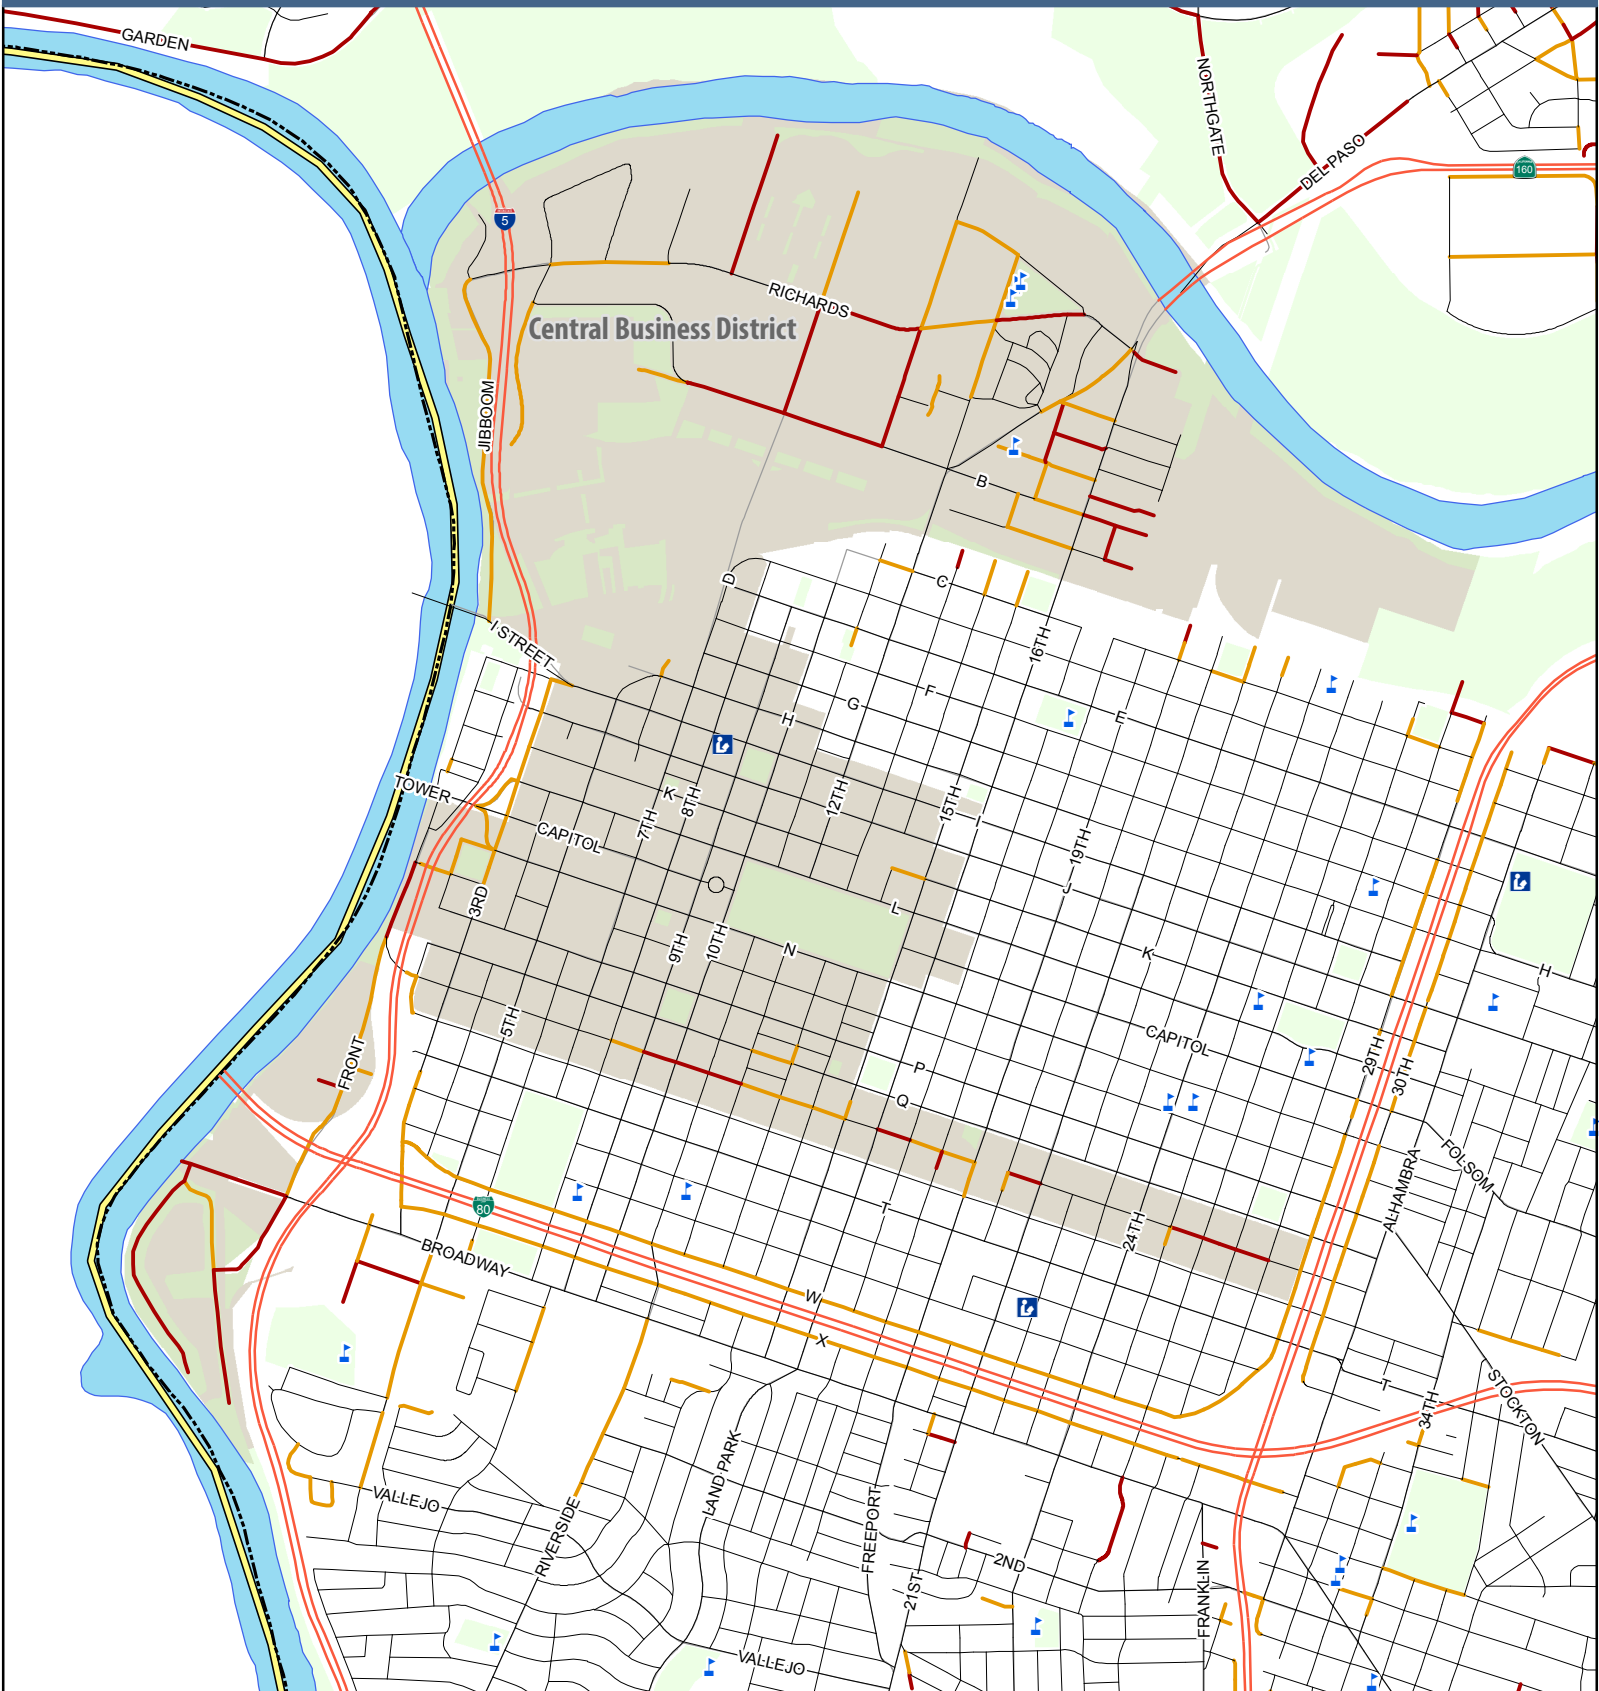 GARDEN
NORTHGATE
DEL PASO
160
5
RICHARDS
Central Business District
JIBBOOM
B
D
C
I STREET
16TH
F
G
E
H
TOWER
K
12TH
15TH
I
7TH
8TH
CAPITOL
19TH
J
3RD
L
9TH
10TH
N
K
H
5TH
CAPITOL
29TH
FRONT
30TH
P
Q
FOLSOM
ALHAMBRA
80
T
24TH
BROADWAY
W
X
T
STOCKTON
34TH
LAND PARK
VALLEJO
RIVERSIDE
FREEPORT
2ND
21ST
FRANKLIN
VALLEJO